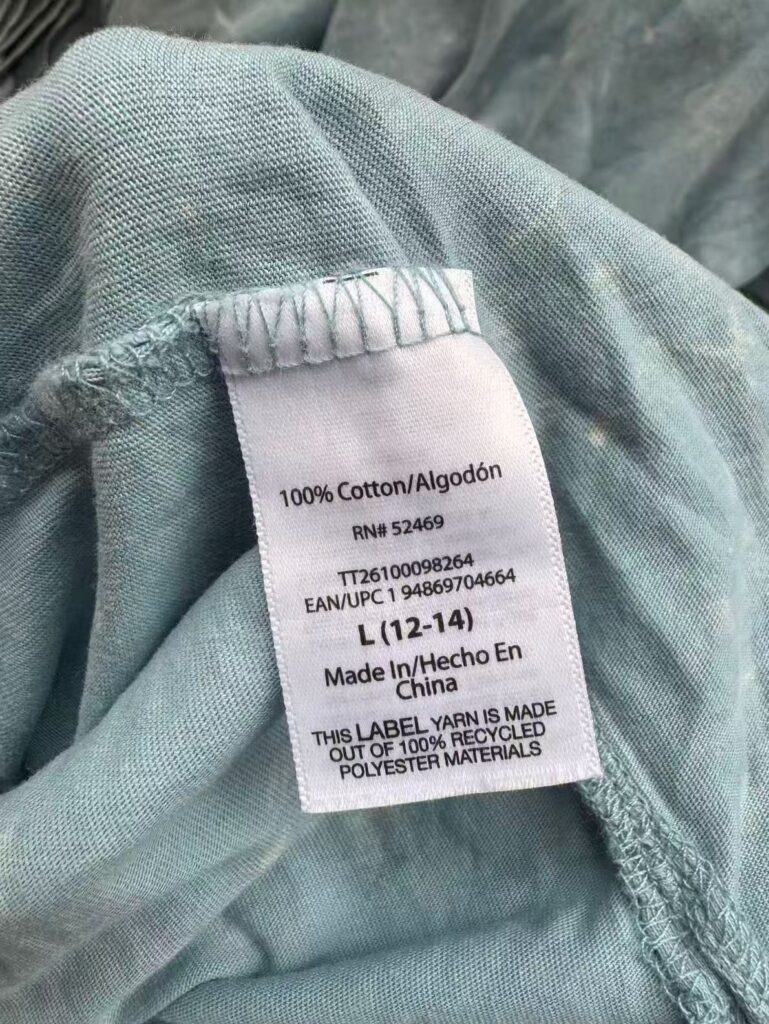 100% Cotton/Algodón
RN# 52469
TT26100098264
EAN/UPC 1 94869704664
L (12-14)
Made In/Hecho En
China
THIS LABEL YARN IS MADE
OUT OF 100% RECYCLED
POLYESTER MATERIALS